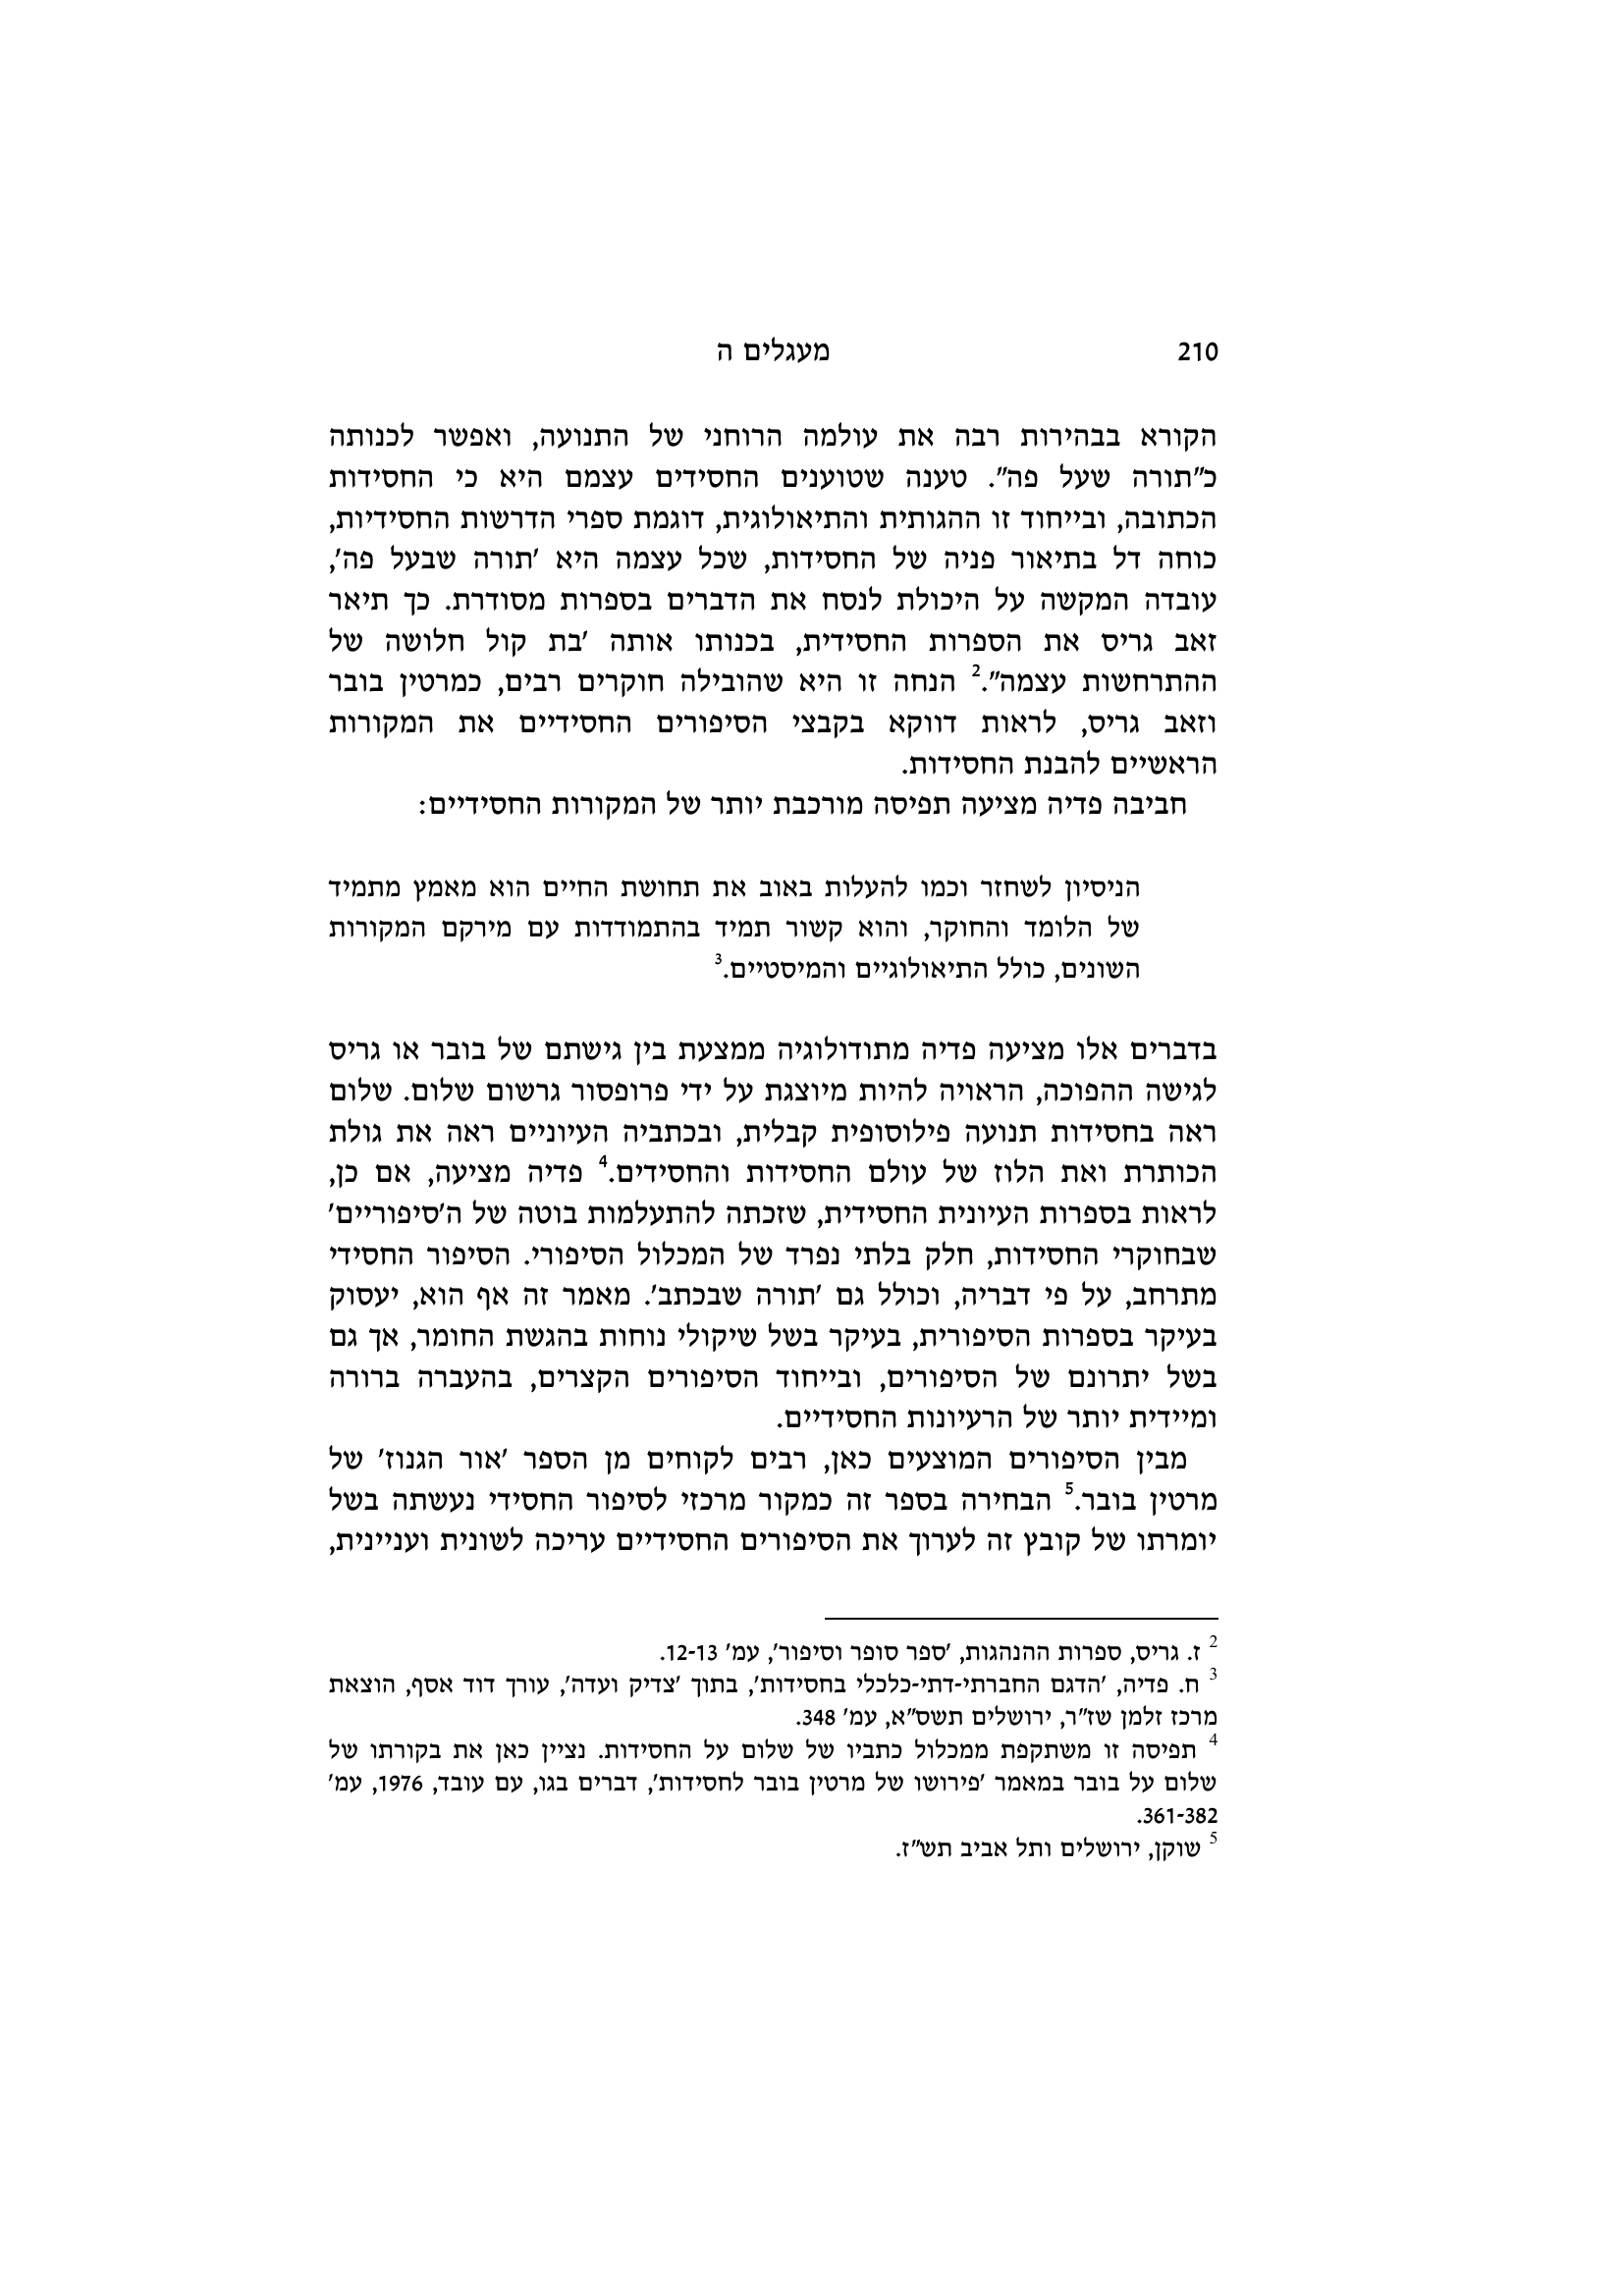 210 מעגלים ה
הקורא בבהירות רבה את עולמה הרוחני של התנועה, ואפשר לכנותה
כ"תורה שעל פה". טענה שטוענים החסידים עצמם היא כי החסידות
הכתובה, ובייחוד זו ההגותית והתיאולוגית, דוגמת ספרי הדרשות החסידיות,
כוחה דל בתיאור פניה של החסידות, שכל עצמה היא 'תורה שבעל פה',
עובדה המקשה על היכולת לנסח את הדברים בספרות מסודרת. כך תיאר
זאב גריס את הספרות החסידית, בכנותו אותה 'בת קול חלושה של
ההתרחשות עצמה".2 הנחה זו היא שהובילה חוקרים רבים, כמרטין בובר
וזאב גריס, לראות דווקא בקבצי הסיפורים החסידיים את המקורות
הראשיים להבנת החסידות.
חביבה פדיה מציעה תפיסה מורכבת יותר של המקורות החסידיים:
הניסיון לשחזר וכמו להעלות באוב את תחושת החיים הוא מאמץ מתמיד
של הלומד והחוקר, והוא קשור תמיד בהתמודדות עם מירקם המקורות
השונים, כולל התיאולוגיים והמיסטיים.3
בדברים אלו מציעה פדיה מתודולוגיה ממצעת בין גישתם של בובר או גריס
לגישה ההפוכה, הראויה להיות מיוצגת על ידי פרופסור גרשום שלום. שלום
ראה בחסידות תנועה פילוסופית קבלית, ובכתביה העיוניים ראה את גולת
הכותרת ואת הלוז של עולם החסידות והחסידים.4 פדיה מציעה, אם כן,
לראות בספרות העיונית החסידית, שזכתה להתעלמות בוטה של ה'סיפוריים'
שבחוקרי החסידות, חלק בלתי נפרד של המכלול הסיפורי. הסיפור החסידי
מתרחב, על פי דבריה, וכולל גם 'תורה שבכתב'. מאמר זה אף הוא, יעסוק
בעיקר בספרות הסיפורית, בעיקר בשל שיקולי נוחות בהגשת החומר, אך גם
בשל יתרונם של הסיפורים, ובייחוד הסיפורים הקצרים, בהעברה ברורה
ומיידית יותר של הרעיונות החסידיים.
מבין הסיפורים המוצעים כאן, רבים לקוחים מן הספר 'אור הגנוז' של
מרטין בובר.5 הבחירה בספר זה כמקור מרכזי לסיפור החסידי נעשתה בשל
יומרתו של קובץ זה לערוך את הסיפורים החסידיים עריכה לשונית ועניינית,
2 ז. גריס, ספרות ההנהגות, 'ספר סופר וסיפור', עמ' 12-13.
3 ח. פדיה, 'הדגם החברתי-דתי-כלכלי בחסידות', בתוך 'צדיק ועדה', עורך דוד אסף, הוצאת
מרכז זלמן שז"ר, ירושלים תשס"א, עמ' 348.
4 תפיסה זו משתקפת ממכלול כתביו של שלום על החסידות. נציין כאן את בקורתו של
שלום על בובר במאמר 'פירושו של מרטין בובר לחסידות', דברים בגו, עם עובד, 1976, עמ'
361-382.
5 שוקן, ירושלים ותל אביב תש"ז.